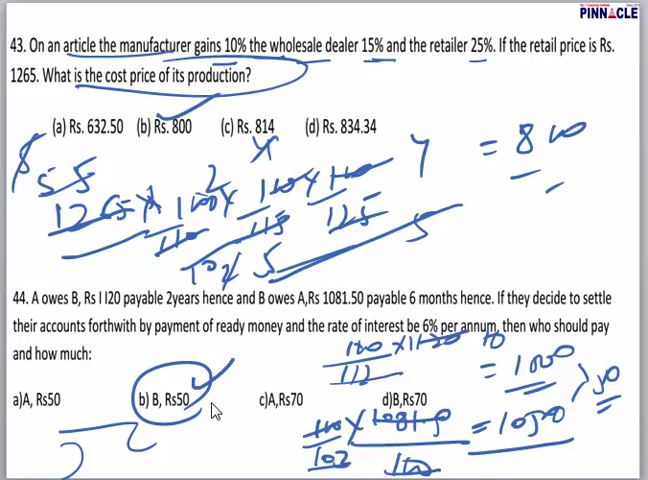 PINNACLE
43. On an article the manufacturer gains 10% the wholesale dealer 15% and the retailer 25%. If the retail price is Rs.
1265. What is the cost price of its production?
(a) Rs. 632.50 (b) Rs. 800 (c) Rs. 814 (d) Rs. 834.34
= 800
44. A owes B, Rs I I20 payable 2years hence and B owes A,Rs 1081.50 payable 6 months hence. If they decide to settle
their accounts forthwith by payment of ready money and the rate of interest be 6% per annum, then who should pay
and how much:
a)A, Rs50 b) B, Rs50 c)A,Rs70 d)B,Rs70
= 1000
50
= 1050